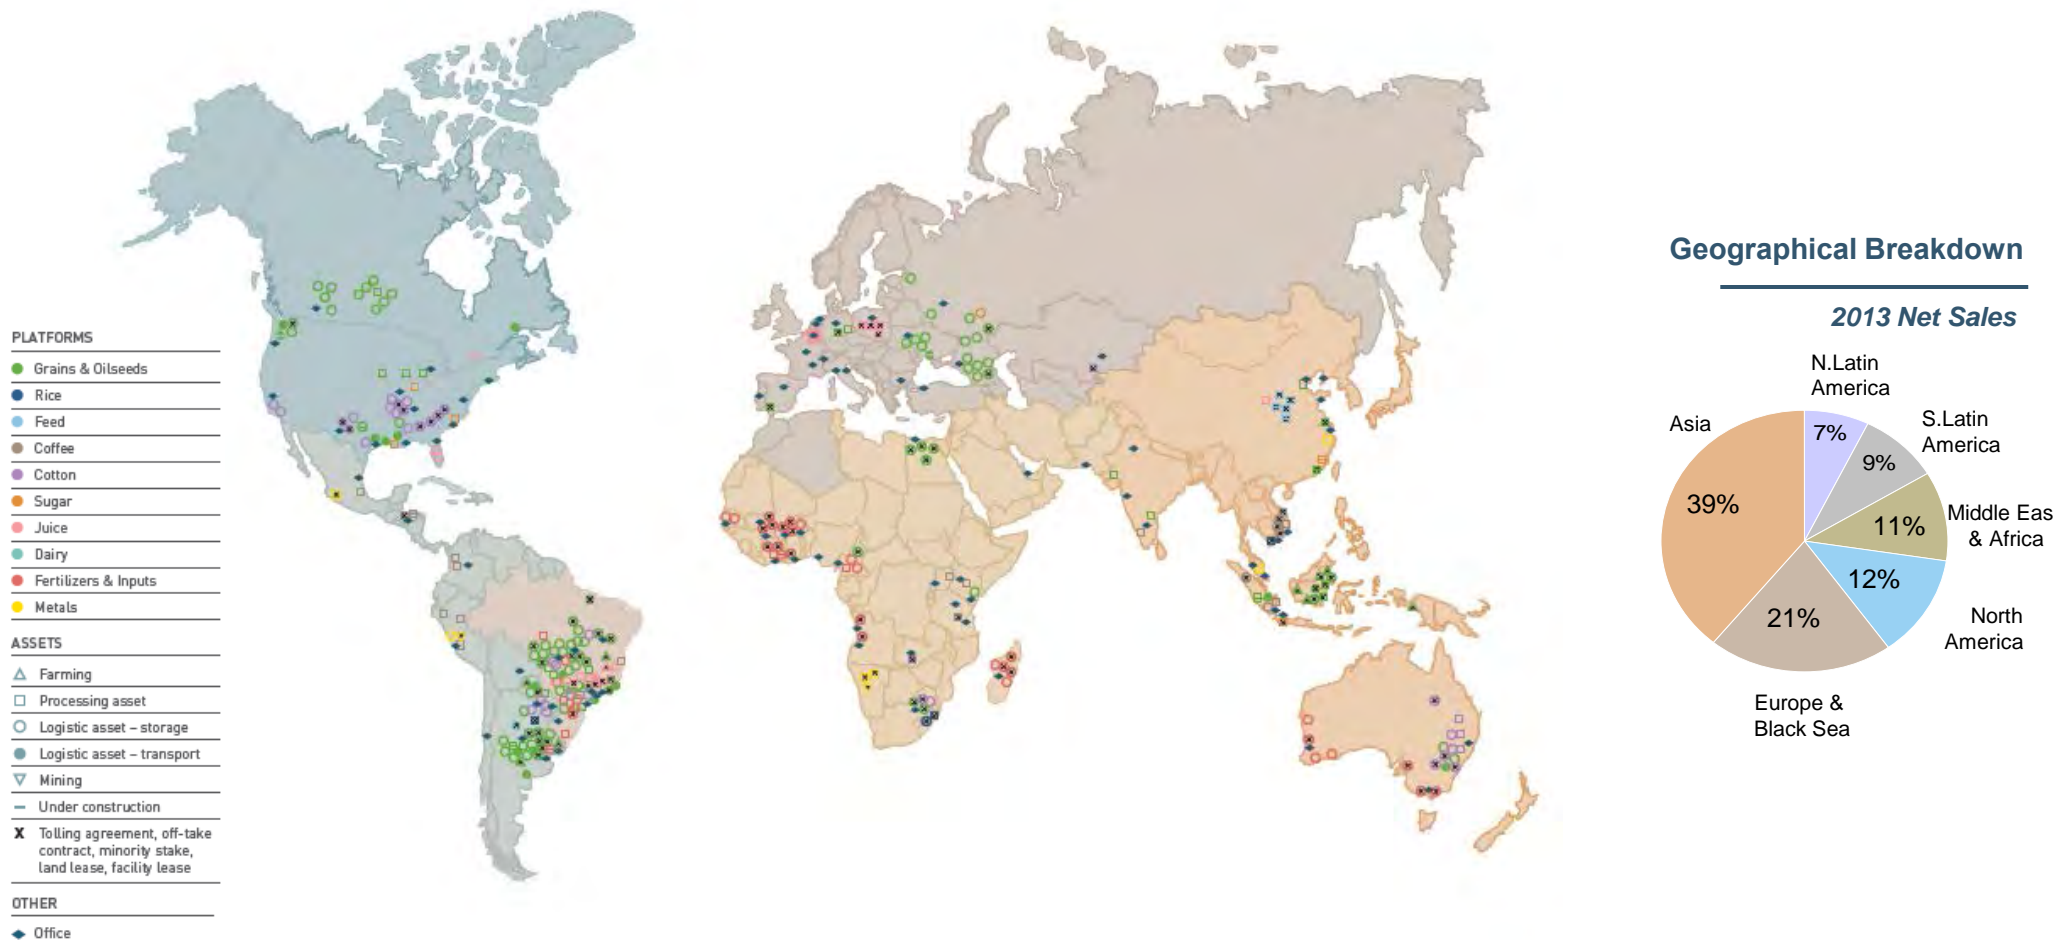 PLATFORMS
Grains & Oilseeds
Rice
Feed
Coffee
Cotton
Sugar
Juice
Dairy
Fertilizers & Inputs
Metals
ASSETS
Farming
Processing asset
Logistic asset – storage
Logistic asset – transport
Mining
Under construction
X Tolling agreement, off-take
contract, minority stake,
land lease, facility lease
OTHER
Office
Geographical Breakdown
2013 Net Sales
N.Latin
America
7%
S.Latin
America
9%
Middle Eas
& Africa
11%
North
America
12%
Europe &
Black Sea
21%
Asia
39%